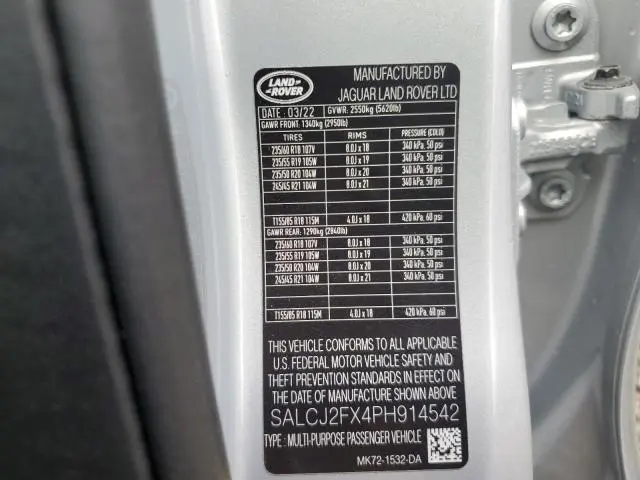 LAND ROVER
MANUFACTURED BY
JAGUAR LAND ROVER LTD
DATE : 03/22 GVWR: 2550kg (5620lb)
GAWR FRONT: 1340kg (2950lb)
TIRES RIMS PRESSURE (COLD)
235/60 R18 107V 8.0J x 18 340 kPa, 50 psi
235/55 R19 105W 8.0J x 19 340 kPa, 50 psi
235/50 R20 104W 8.0J x 20 340 kPa, 50 psi
245/45 R21 104W 8.0J x 21 340 kPa, 50 psi
T155/85 R18 115M 4.0J x 18 420 kPa, 60 psi
GAWR REAR: 1290kg (2840lb)
235/60 R18 107V 8.0J x 18 340 kPa, 50 psi
235/55 R19 105W 8.0J x 19 340 kPa, 50 psi
235/50 R20 104W 8.0J x 20 340 kPa, 50 psi
245/45 R21 104W 8.0J x 21 340 kPa, 50 psi
T155/85 R18 115M 4.0J x 18 420 kPa, 60 psi
THIS VEHICLE CONFORMS TO ALL APPLICABLE
U.S. FEDERAL MOTOR VEHICLE SAFETY AND
THEFT PREVENTION STANDARDS IN EFFECT ON
THE DATE OF MANUFACTURE SHOWN ABOVE
SALCJ2FX4PH914542
TYPE : MULTI-PURPOSE PASSENGER VEHICLE
MK72-1532-DA